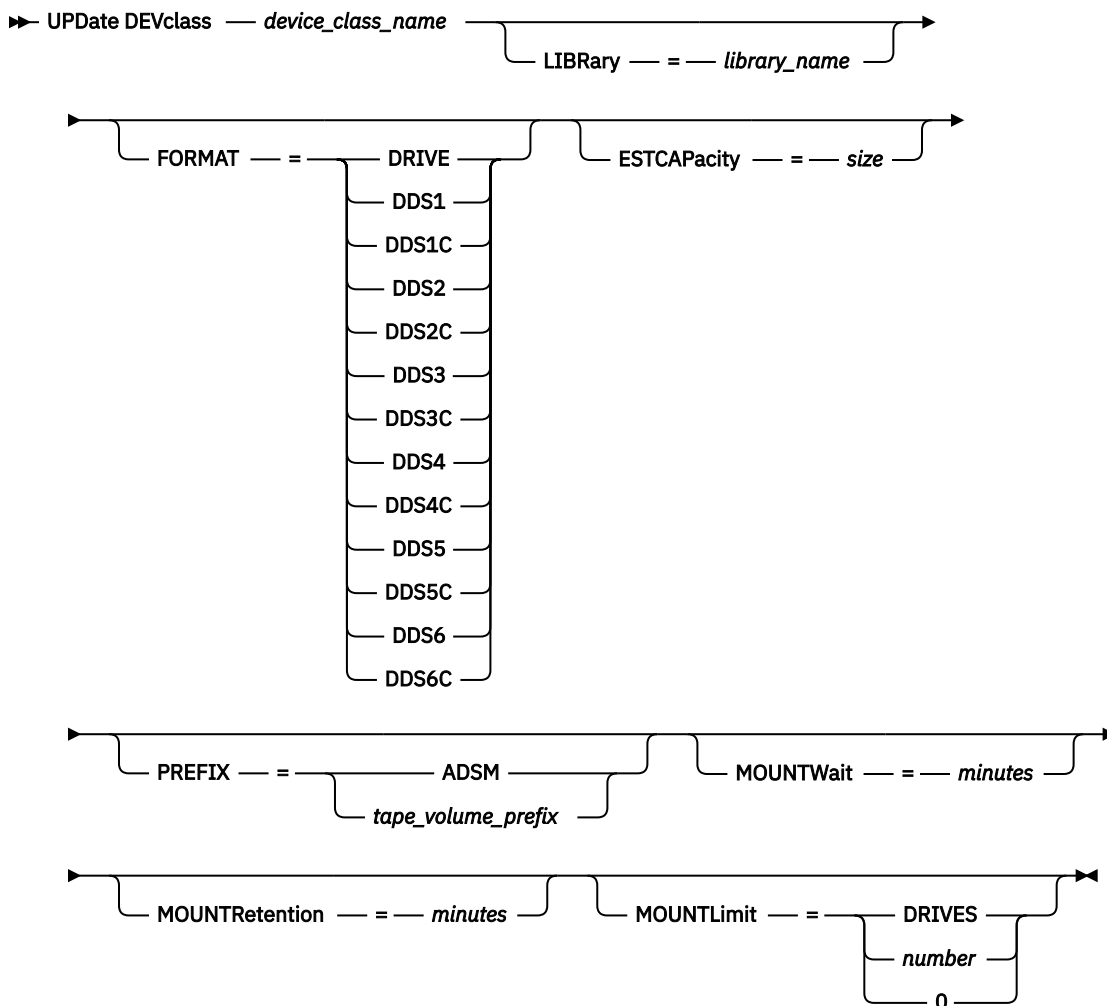 UPDate DEVclass device_class_name
LIBRary = library_name
FORMAT = DRIVE
DDS1
DDS1C
DDS2
DDS2C
DDS3
DDS3C
DDS4
DDS4C
DDS5
DDS5C
DDS6
DDS6C
ESTCAPacity = size
PREFIX = ADSM
tape_volume_prefix
MOUNTWait = minutes
MOUNTRetention = minutes
MOUNTLimit = DRIVES
number
0